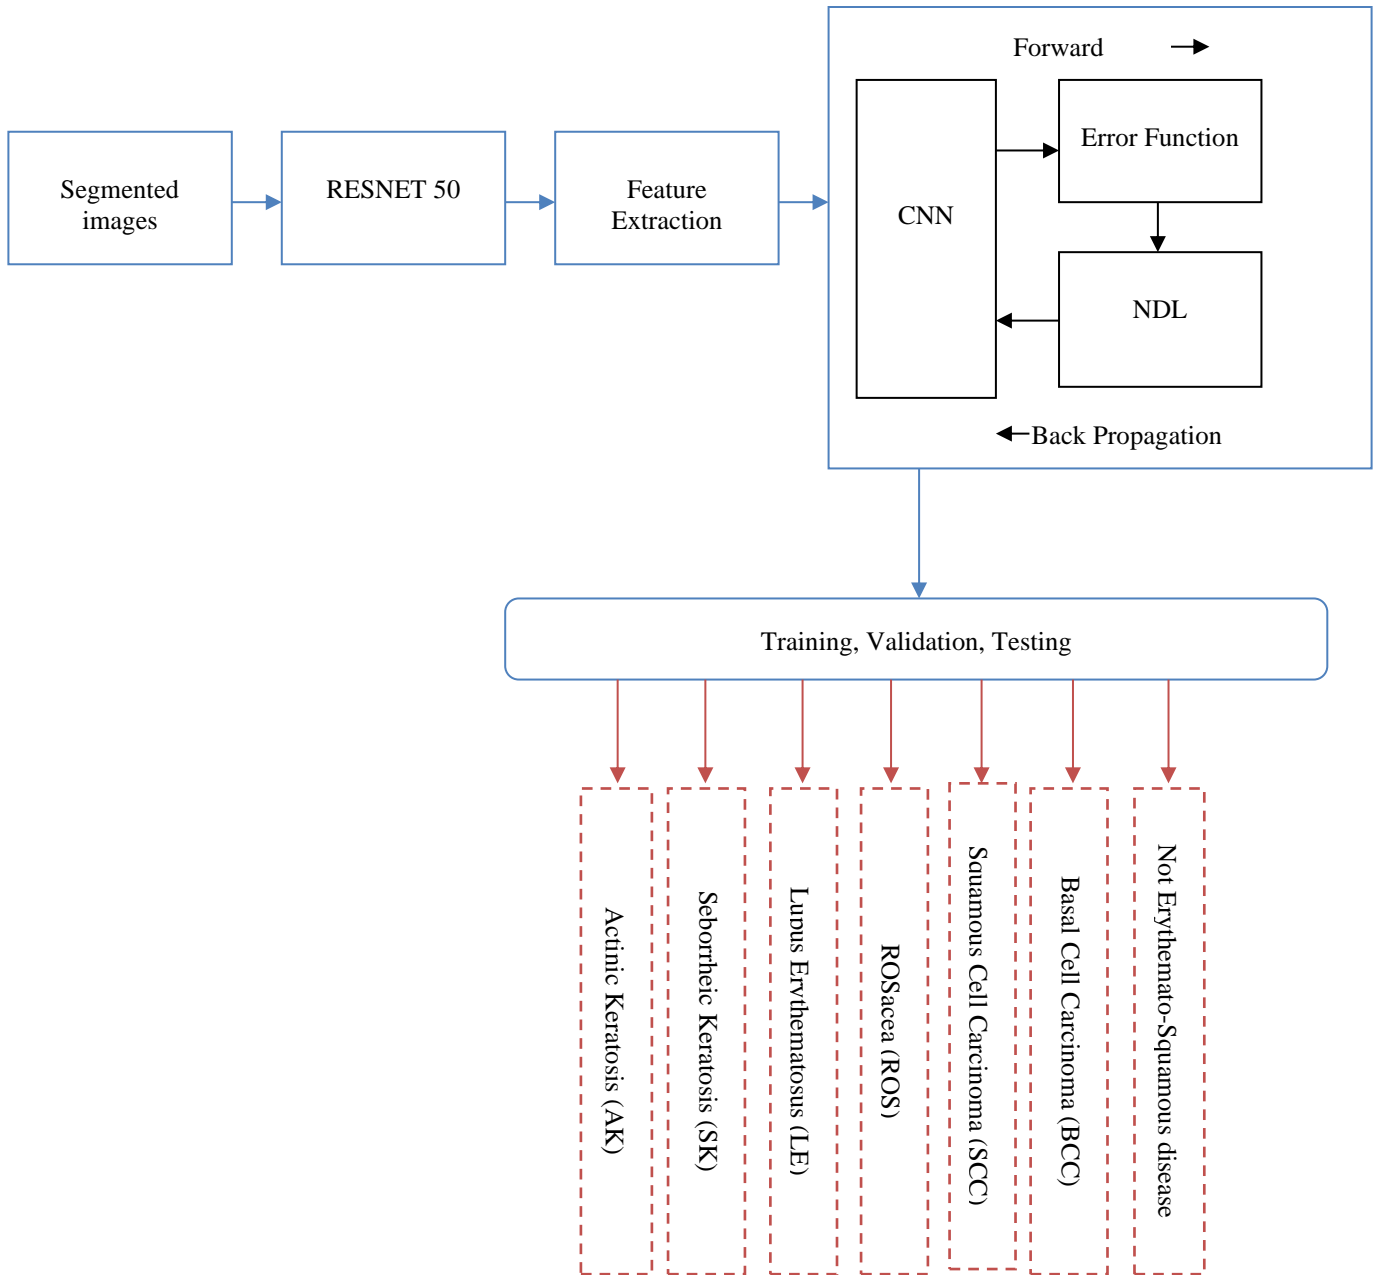 Forward
Segmented
images
RESNET 50
Feature
Extraction
CNN
Error Function
NDL
Back Propagation
Training, Validation, Testing
Actinic Keratosis (AK)
Seborrheic Keratosis (SK)
Lupus Erythematosus (LE)
ROSacea (ROS)
Squamous Cell Carcinoma (SCC)
Basal Cell Carcinoma (BCC)
Not Erythemato-Squamous disease